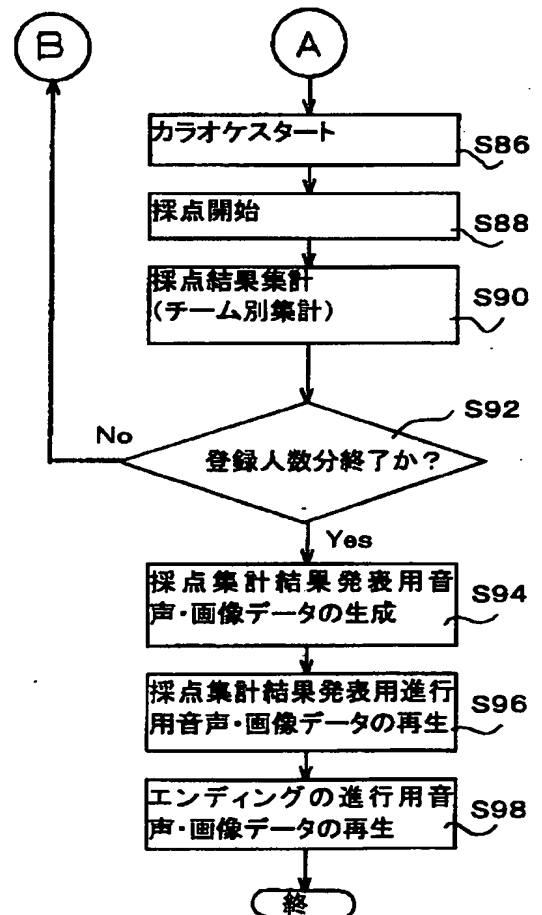 B
A
カラオケスタート
S86
採点開始
S88
採点結果集計
(チーム別集計)
S90
S92
No
登録人数分終了か?
Yes
採点集計結果発表用音
声・画像データの生成
S94
採点集計結果発表用進行
用音声・画像データの再生
S96
エンディングの進行用音
声・画像データの再生
S98
終